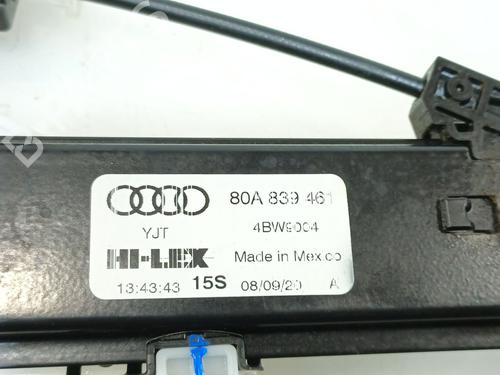 80A 839 461
YJT 4BW9004
HI-LEX Made in Mexico
13:43:43 15S 08/09/20 A